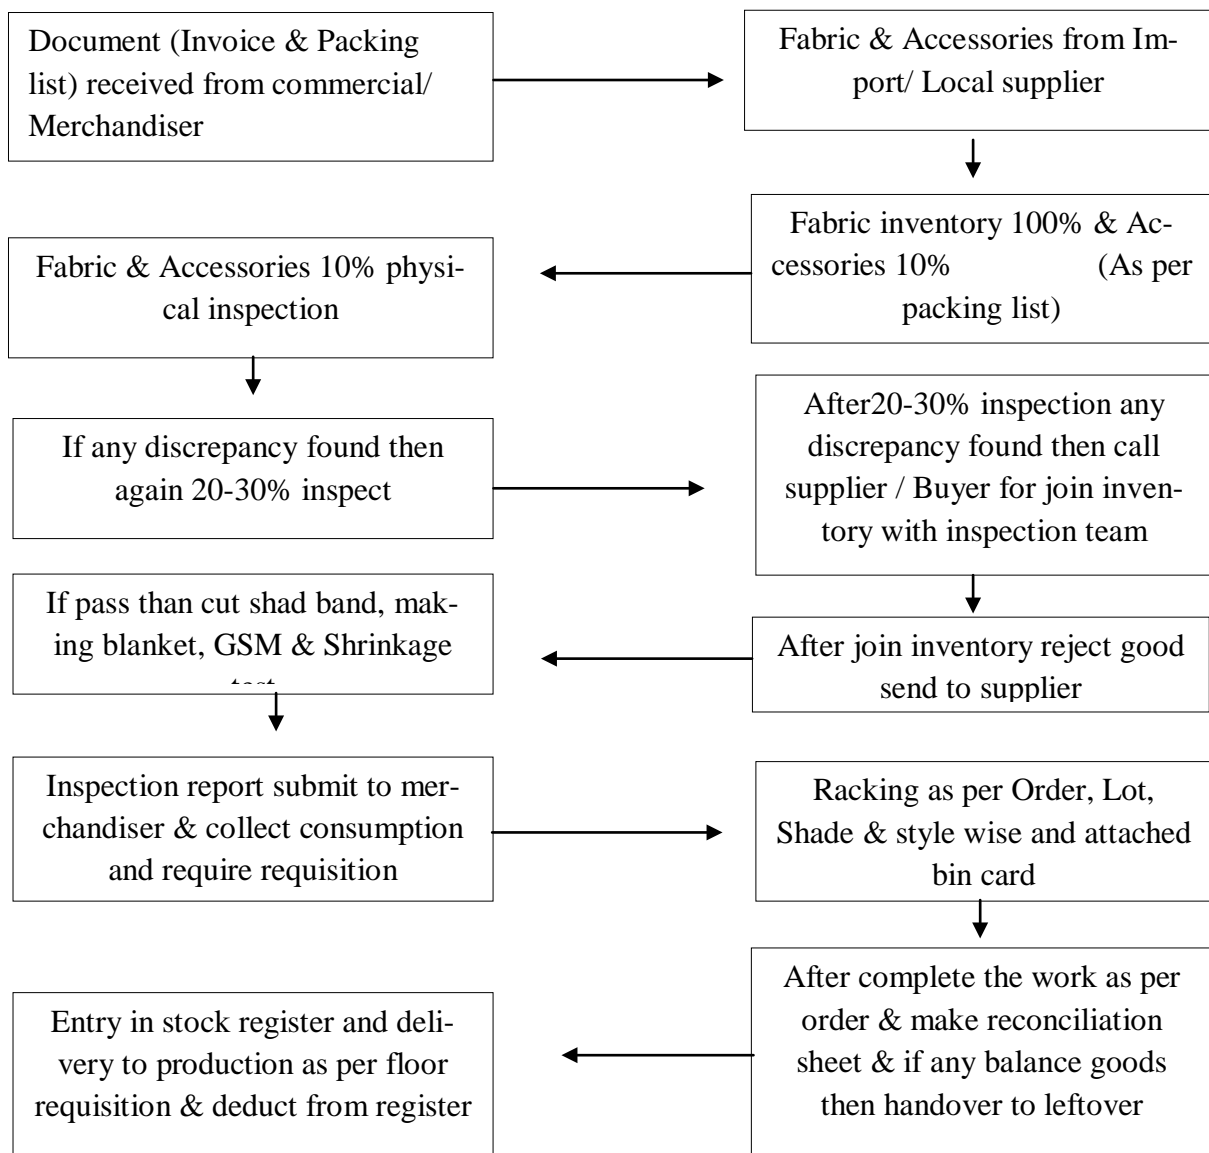 Document (Invoice & Packing
list) received from commercial/
Merchandiser
Fabric & Accessories from Im-
port/ Local supplier
Fabric inventory 100% & Ac-
cessories 10% (As per
packing list)
Fabric & Accessories 10% physi-
cal inspection
If any discrepancy found then
again 20-30% inspect
After20-30% inspection any
discrepancy found then call
supplier / Buyer for join inven-
tory with inspection team
After join inventory reject good
send to supplier
If pass than cut shad band, mak-
ing blanket, GSM & Shrinkage
test
Inspection report submit to mer-
chandiser & collect consumption
and require requisition
Racking as per Order, Lot,
Shade & style wise and attached
bin card
After complete the work as per
order & make reconciliation
sheet & if any balance goods
then handover to leftover
Entry in stock register and deli-
very to production as per floor
requisition & deduct from register